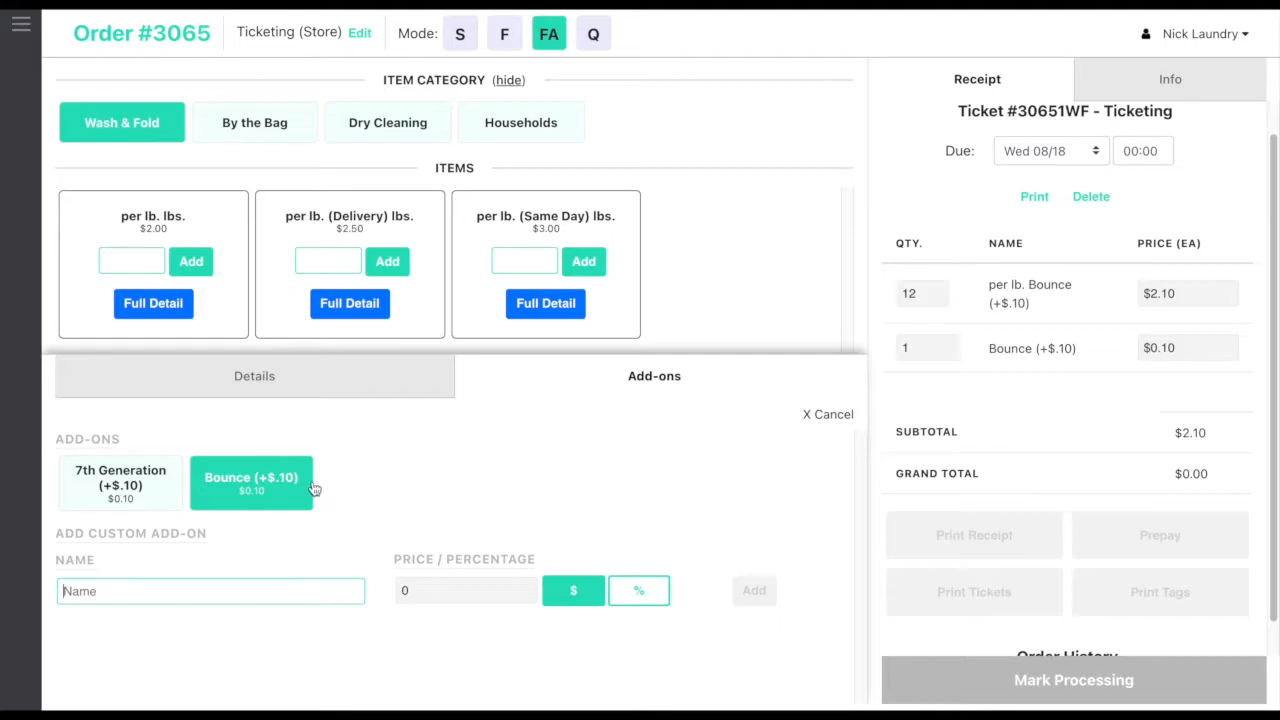 Order #3065
Ticketing (Store) Edit
Mode: S F FA Q
Nick Laundry
ITEM CATEGORY (hide)
Wash & Fold
By the Bag
Dry Cleaning
Households
ITEMS
per lb. lbs.
$2.00
Add
Full Detail
per lb. (Delivery) lbs.
$2.50
Add
Full Detail
per lb. (Same Day) lbs.
$3.00
Add
Full Detail
Details
Add-ons
X Cancel
ADD-ONS
7th Generation
(+$.10)
$0.10
Bounce (+$.10)
$0.10
ADD CUSTOM ADD-ON
NAME
PRICE / PERCENTAGE
Name
0
$
%
Add
Receipt
Info
Ticket #30651WF - Ticketing
Due: Wed 08/18 00:00
Print Delete
QTY. NAME PRICE (EA)
12 per lb. Bounce $2.10
(+$.10)
1 Bounce (+$.10) $0.10
SUBTOTAL $2.10
GRAND TOTAL $0.00
Print Receipt
Prepay
Print Tickets
Print Tags
Order History
Mark Processing